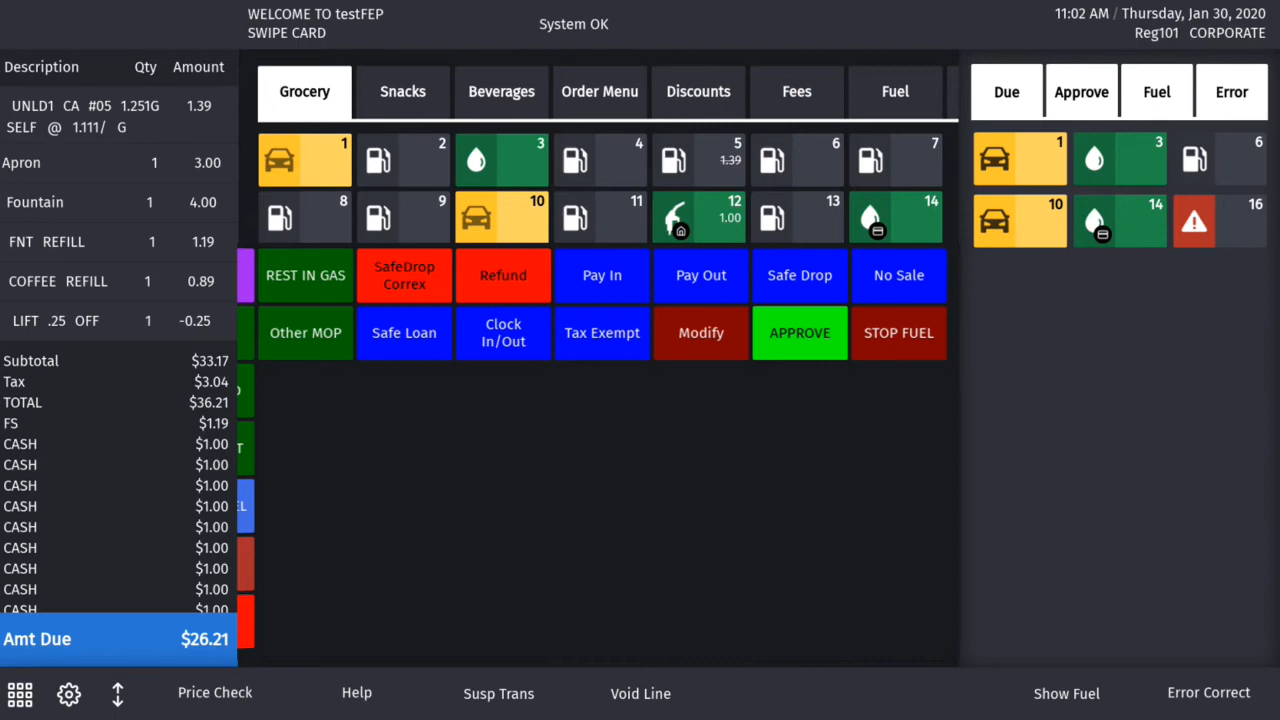 WELCOME TO testFEP
SWIPE CARD
System OK
11:02 AM / Thursday, Jan 30, 2020
Reg101 CORPORATE
Description Qty Amount
UNLD1 CA #05 1.251G 1.39
SELF @ 1.111/ G
Apron 1 3.00
Fountain 1 4.00
FNT REFILL 1 1.19
COFFEE REFILL 1 0.89
LIFT .25 OFF 1 -0.25
Subtotal $33.17
Tax $3.04
TOTAL $36.21
FS $1.19
CASH $1.00
CASH $1.00
CASH $1.00
CASH $1.00
CASH $1.00
CASH $1.00
CASH $1.00
CASH $1.00
CASH $1.00
Amt Due $26.21
Grocery Snacks Beverages Order Menu Discounts Fees Fuel
1 2 3 4 5 6 7
1.39
8 9 10 11 12 13 14
1.00
REST IN GAS
SafeDrop
Correx
Refund
Pay In
Pay Out
Safe Drop
No Sale
Other MOP
Safe Loan
Clock
In/Out
Tax Exempt
Modify
APPROVE
STOP FUEL
T
EL
Due Approve Fuel Error
1 3 6
10 14 16
Price Check Help Susp Trans Void Line Show Fuel Error Correct